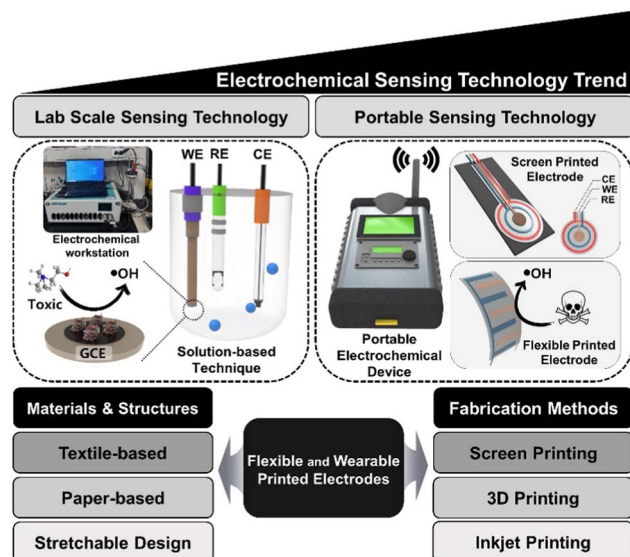 Electrochemical Sensing Technology Trend
Lab Scale Sensing Technology
Portable Sensing Technology
WE RE CE
Electrochemical
workstation
Toxic
•OH
GCE
Solution-based
Technique
Portable
Electrochemical
Device
Screen Printed
Electrode
CE
WE
RE
•OH
Flexible Printed
Electrode
Materials & Structures
Textile-based
Paper-based
Stretchable Design
Flexible and Wearable
Printed Electrodes
Fabrication Methods
Screen Printing
3D Printing
Inkjet Printing